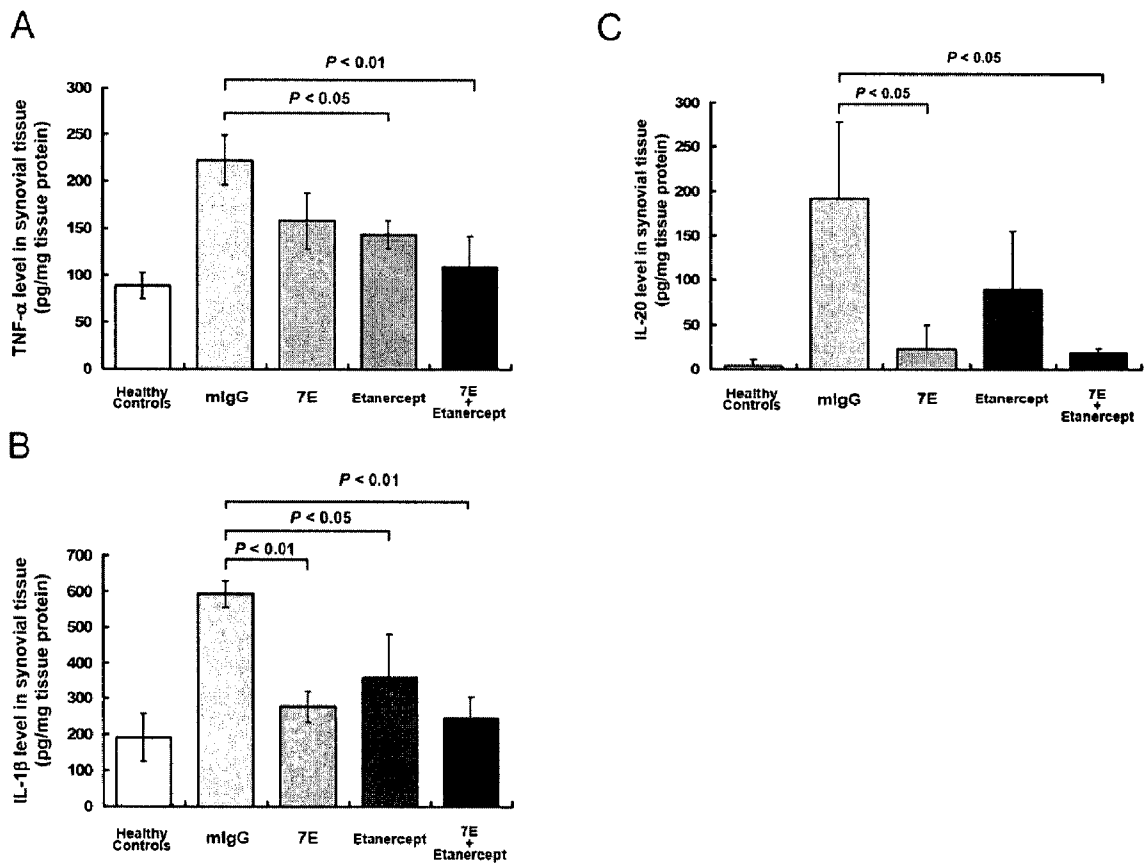 A
P < 0.01
P < 0.05
TNF-α level in synovial tissue
(pg/mg tissue protein)
300
250
200
150
100
50
0
Healthy
Controls
mIgG
7E
Etanercept
7E
+
Etanercept
C
P < 0.05
P < 0.05
IL-20 level in synovial tissue
(pg/mg tissue protein)
300
250
200
150
100
50
0
Healthy
Controls
mIgG
7E
Etanercept
7E
+
Etanercept
B
P < 0.01
P < 0.05
P < 0.01
IL-1β level in synovial tissue
(pg/mg tissue protein)
700
600
500
400
300
200
100
0
Healthy
Controls
mIgG
7E
Etanercept
7E
+
Etanercept